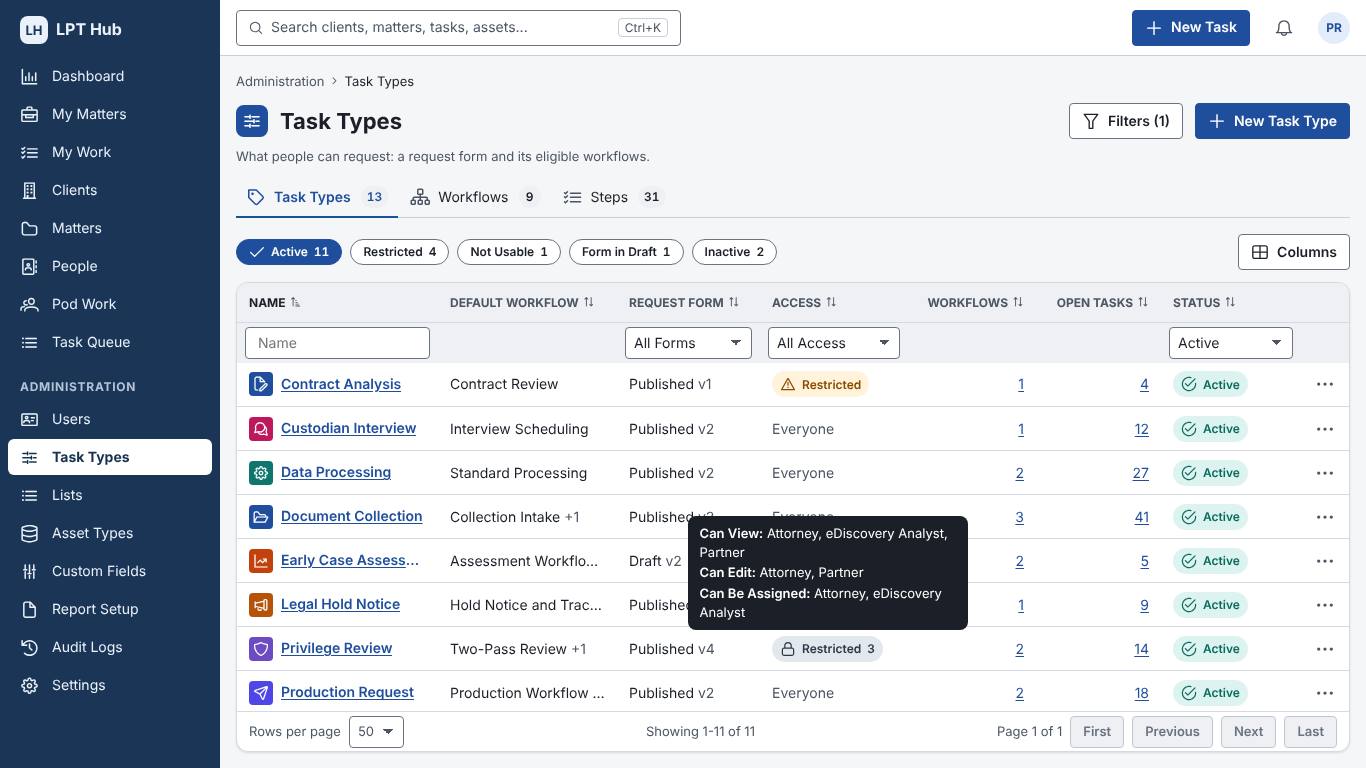 LH LPT Hub
Search clients, matters, tasks, assets... Ctrl+K
New Task
PR
Dashboard
My Matters
My Work
Clients
Matters
People
Pod Work
Task Queue
ADMINISTRATION
Users
Task Types
Lists
Asset Types
Custom Fields
Report Setup
Audit Logs
Settings
Administration > Task Types
Task Types
Filters (1)
New Task Type
What people can request: a request form and its eligible workflows.
Task Types 13 Workflows 9 Steps 31
Active 11 Restricted 4 Not Usable 1 Form in Draft 1 Inactive 2
Columns
NAME DEFAULT WORKFLOW REQUEST FORM ACCESS WORKFLOWS OPEN TASKS STATUS
Name All Forms All Access Active
Contract Analysis Contract Review Published v1 Restricted 1 4 Active
Custodian Interview Interview Scheduling Published v2 Everyone 1 12 Active
Data Processing Standard Processing Published v2 Everyone 2 27 Active
Document Collection Collection Intake +1 Published 3 41 Active
Early Case Assess... Assessment Workflo... Draft v2 2 5 Active
Legal Hold Notice Hold Notice and Trac... 1 9 Active
Can View: Attorney, eDiscovery Analyst,
Partner
Can Edit: Attorney, Partner
Can Be Assigned: Attorney, eDiscovery
Analyst
Privilege Review Two-Pass Review +1 Published v4 Restricted 3 2 14 Active
Production Request Production Workflow ... Published v2 Everyone 2 18 Active
Rows per page 50 Showing 1-11 of 11 Page 1 of 1 First Previous Next Last